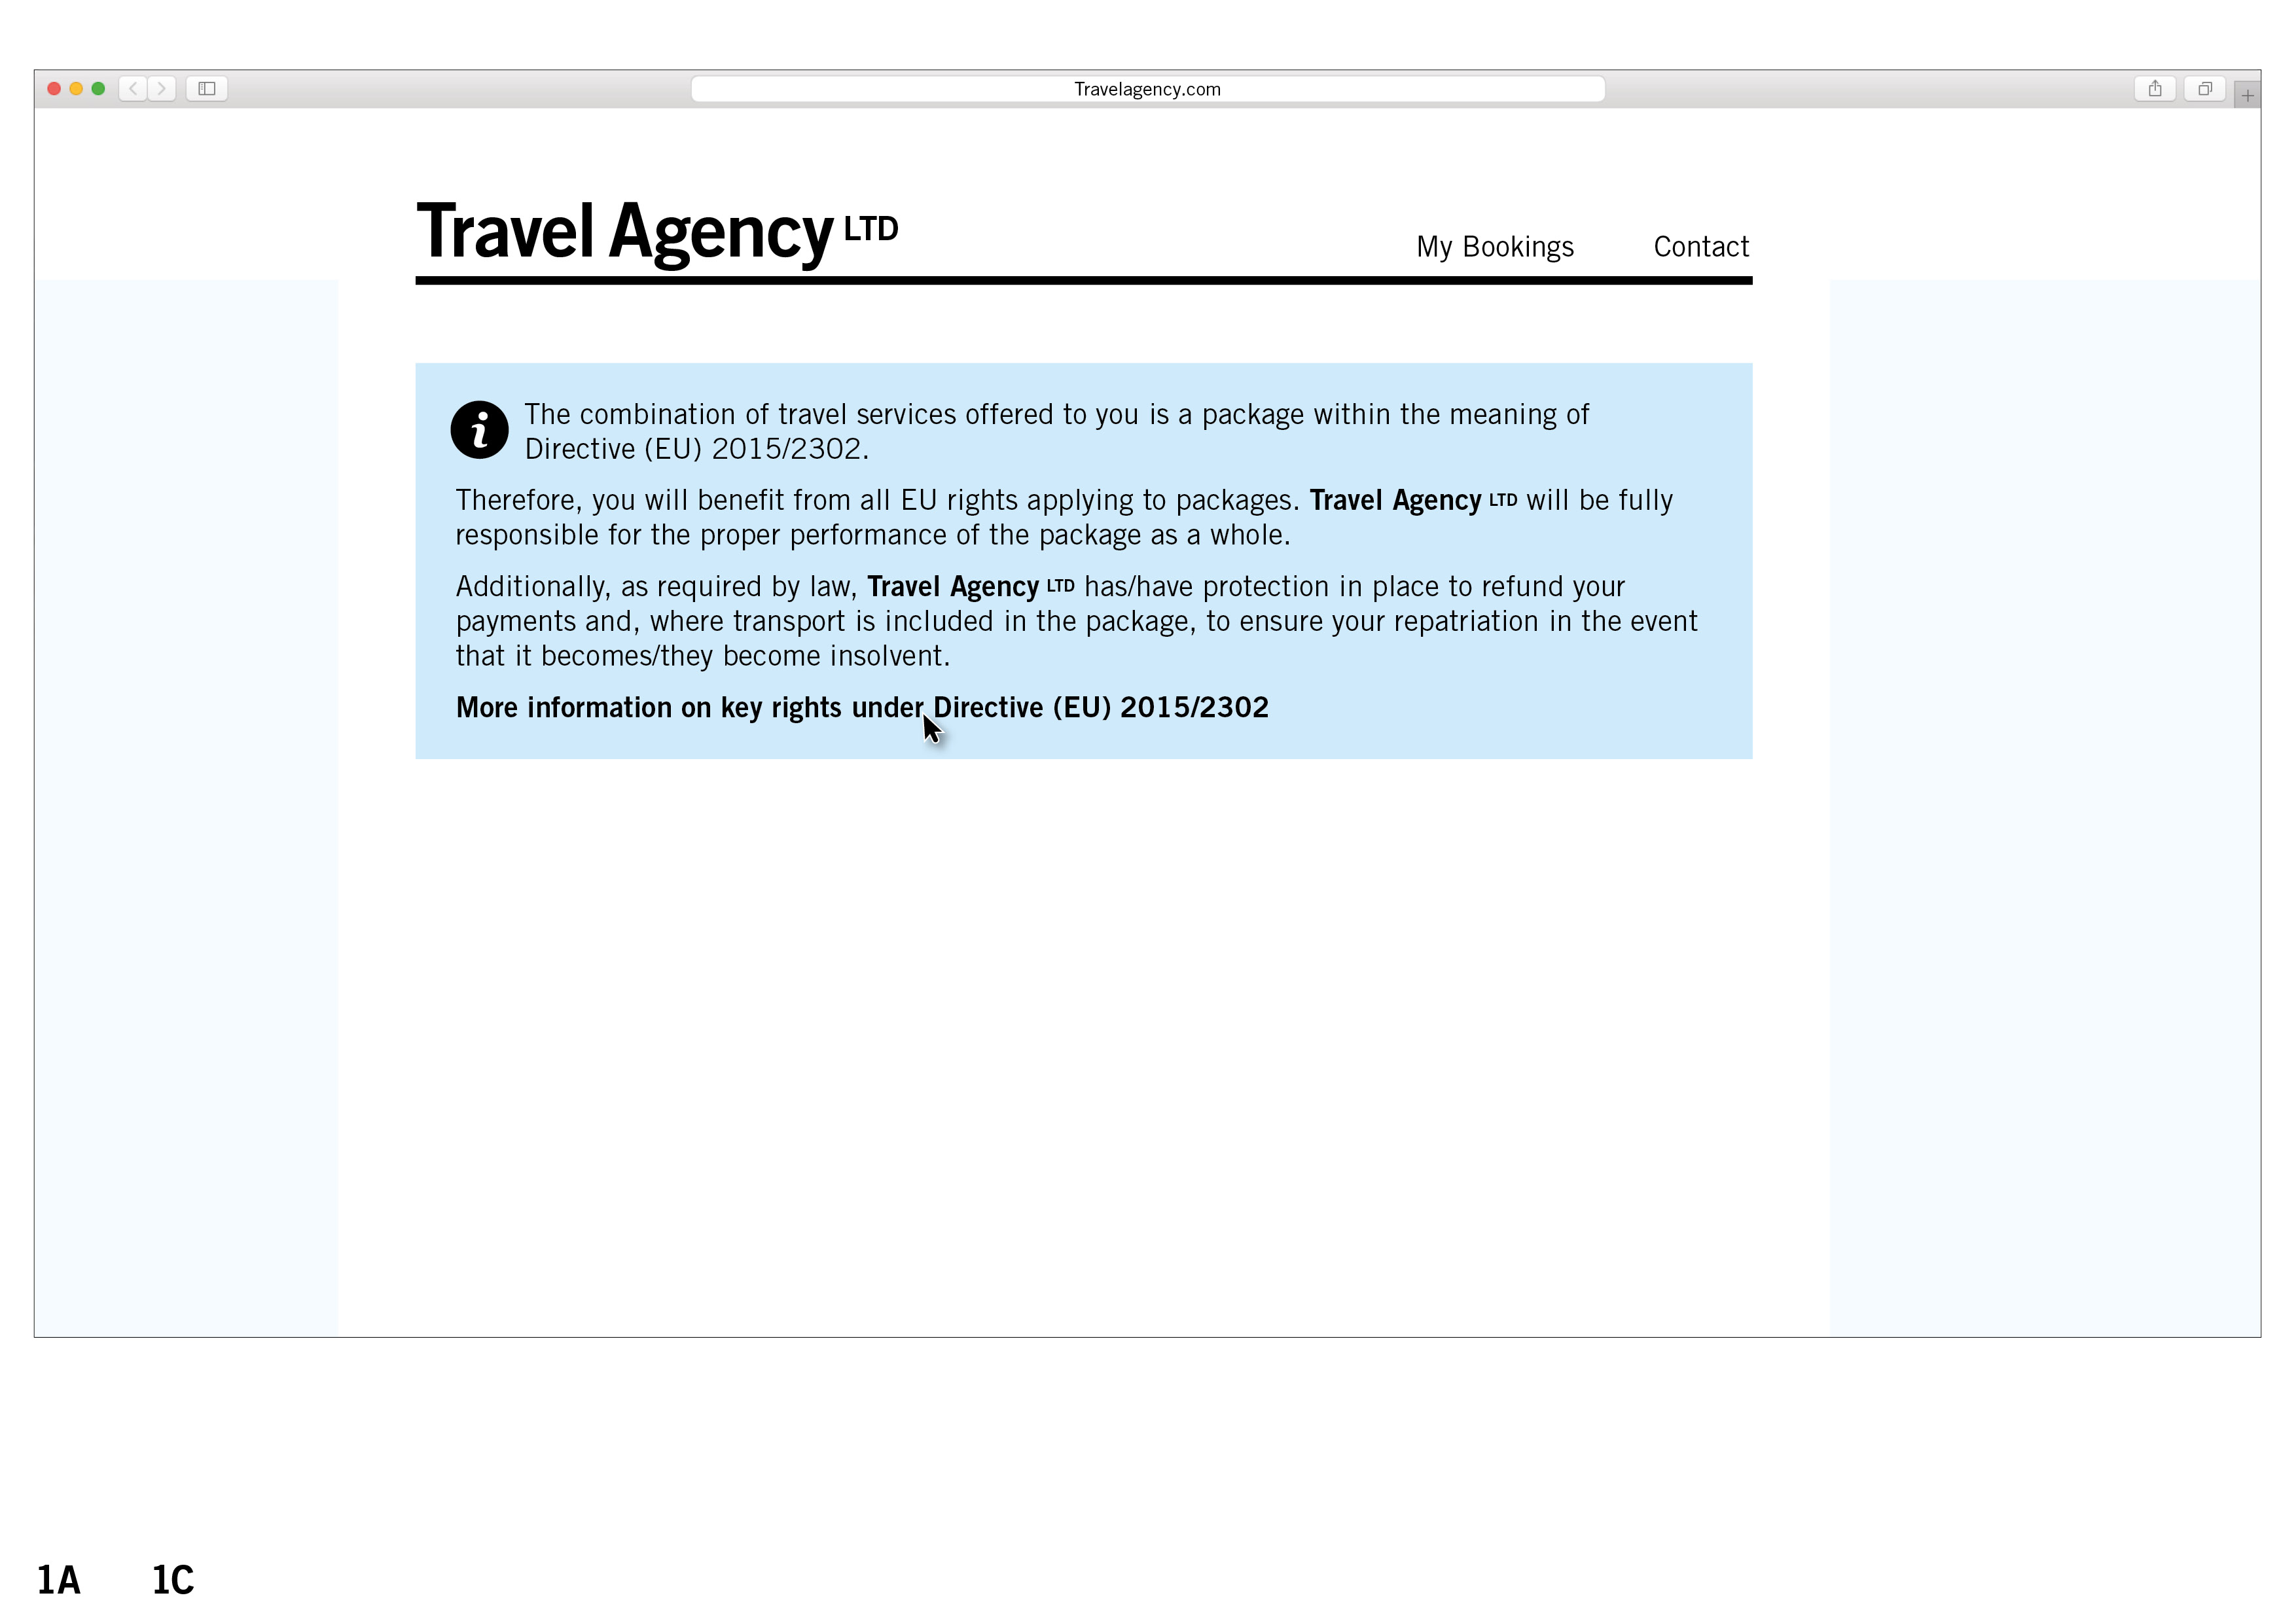 Travelagency.com
Travel Agency LTD
My Bookings Contact
The combination of travel services offered to you is a package within the meaning of
Directive (EU) 2015/2302.
Therefore, you will benefit from all EU rights applying to packages. Travel Agency LTD will be fully
responsible for the proper performance of the package as a whole.
Additionally, as required by law, Travel Agency LTD has/have protection in place to refund your
payments and, where transport is included in the package, to ensure your repatriation in the event
that it becomes/they become insolvent.
More information on key rights under Directive (EU) 2015/2302
1A 1C